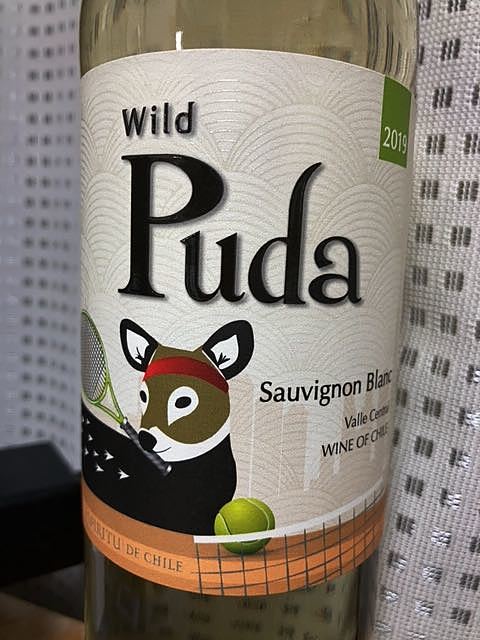 Wild
2019
Puda
Sauvignon Blanc
Valle Central
WINE OF CHILE
DE CHILE